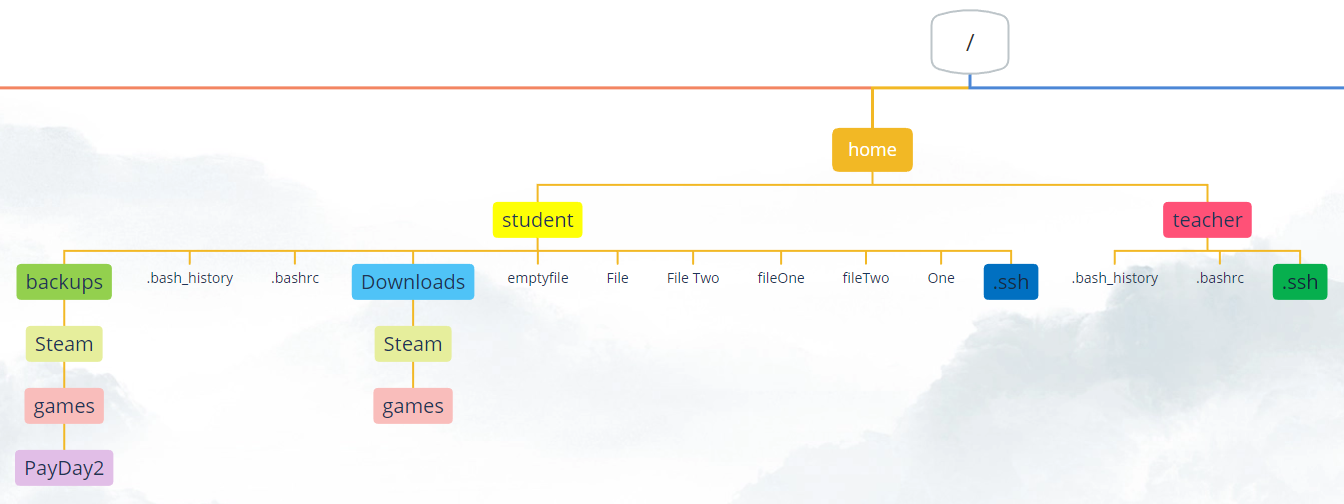 /
home
student
teacher
backups
.bash_history
.bashrc
Downloads
emptyfile
File
File Two
fileOne
fileTwo
One
.ssh
.bash_history
.bashrc
.ssh
Steam
Steam
games
games
PayDay2